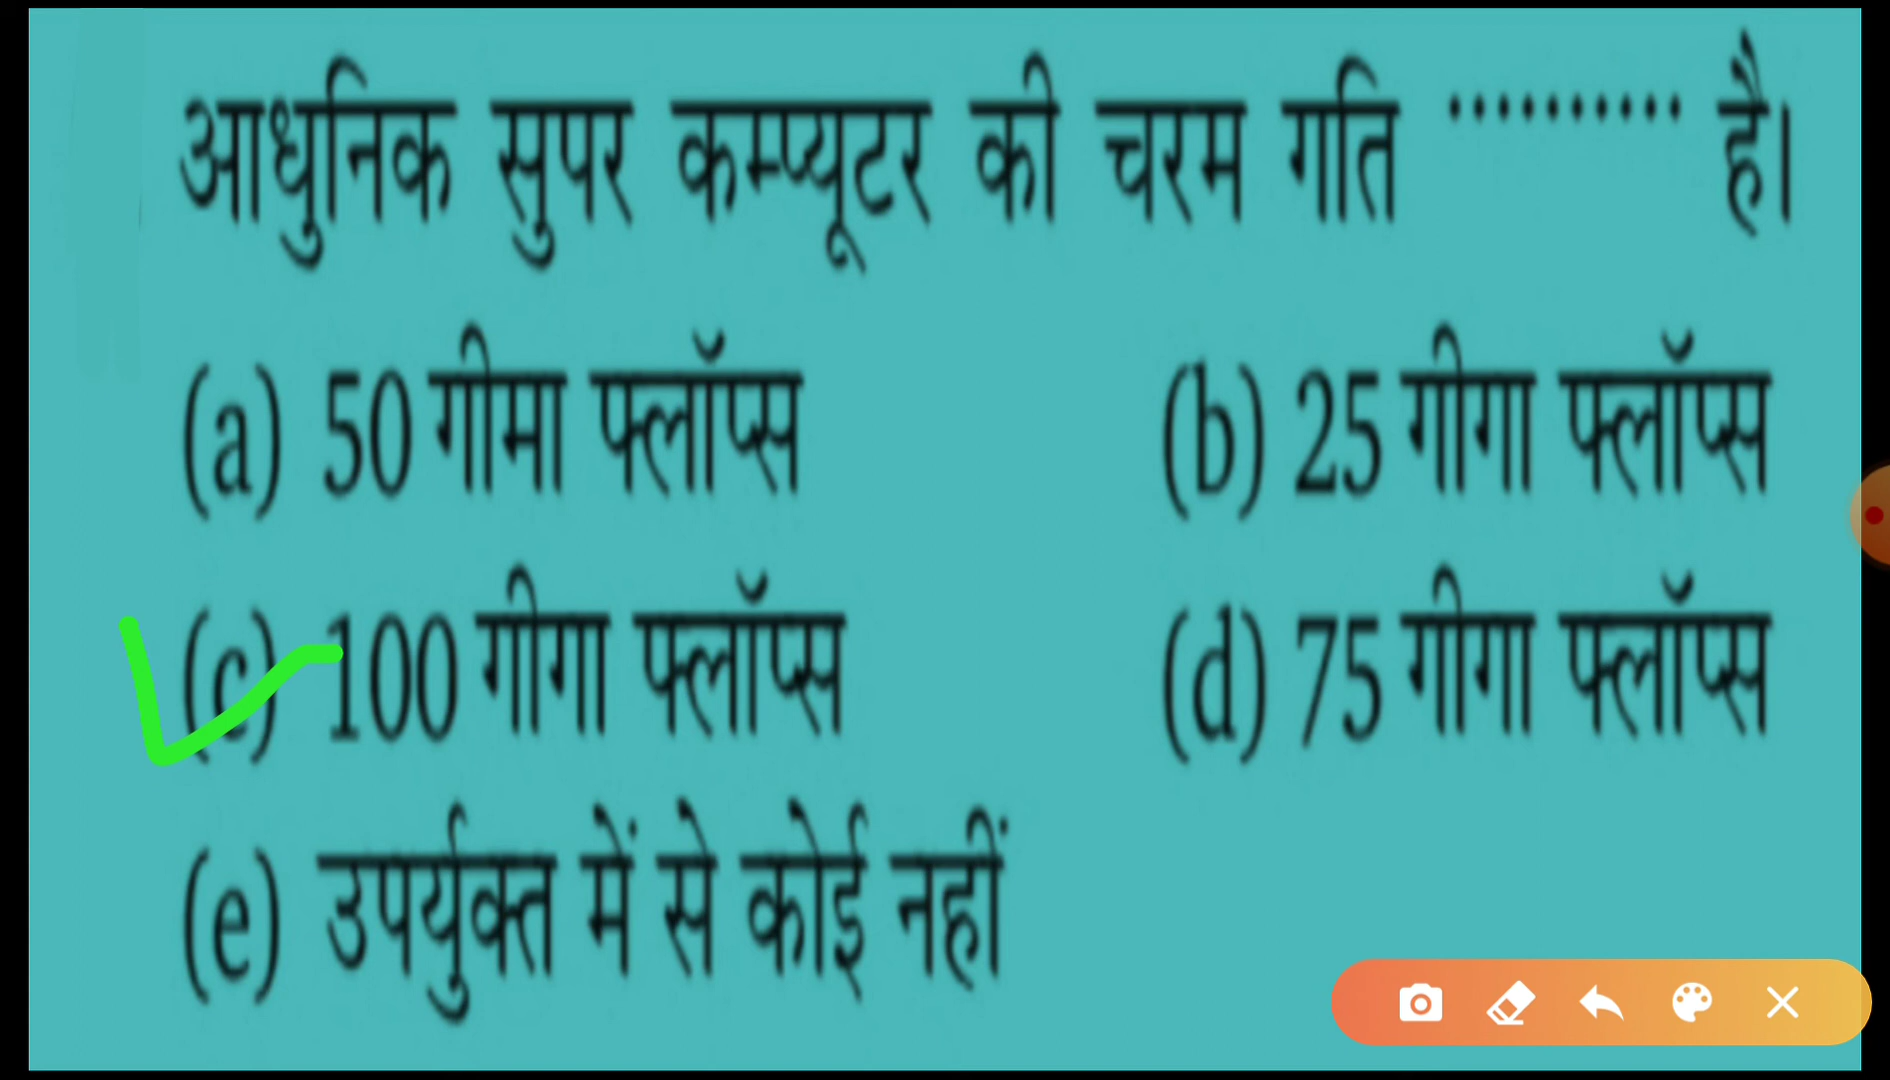 आधुनिक सुपर कम्प्यूटर की चरम गति .......... है।
(a) 50 गीमा फ्लॉप्स (b) 25 गीगा फ्लॉप्स
(c) 100 गीगा फ्लॉप्स (d) 75 गीगा फ्लॉप्स
(e) उपर्युक्त में से कोई नहीं